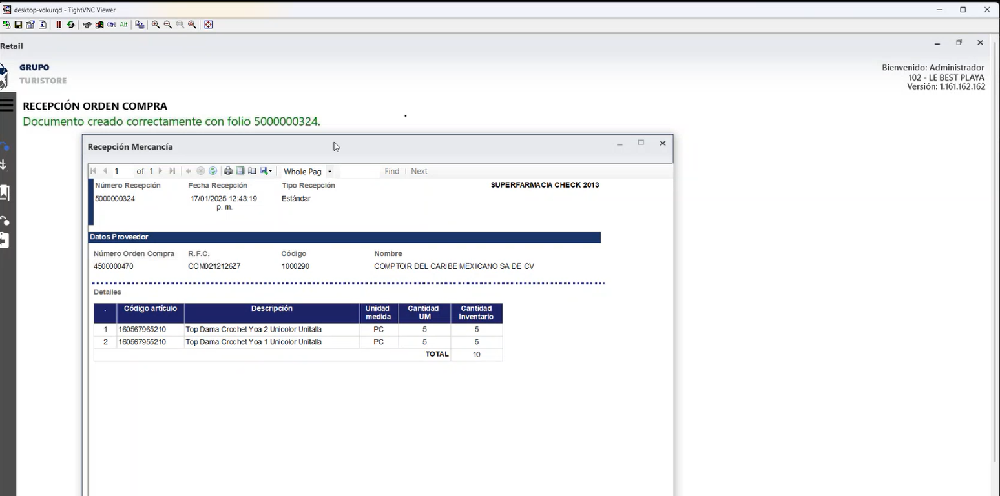 desktop-vdkurqd - TightVNC Viewer
Ctrl Alt
Retail
GRUPO
TURISTORE
Bienvenido: Administrador
102 - LE BEST PLAYA
Versión: 1.161.162.162
RECEPCIÓN ORDEN COMPRA
Documento creado correctamente con folio 5000000324.
Recepción Mercancía
1 of 1 Whole Pag Find | Next
Número Recepción Fecha Recepción Tipo Recepción SUPERFARMACIA CHECK 2013
5000000324 17/01/2025 12:43:19 Estándar
p. m.
Datos Proveedor
Número Orden Compra R.F.C. Código Nombre
4500000470 CCM0212126Z7 1000290 COMPTOIR DEL CARIBE MEXICANO SA DE CV
Detalles
. Código artículo Descripción Unidad medida Cantidad UM Cantidad Inventario
1 160567965210 Top Dama Crochet Yoa 2 Unicolor Unitalla PC 5 5
2 160567955210 Top Dama Crochet Yoa 1 Unicolor Unitalla PC 5 5
TOTAL 10